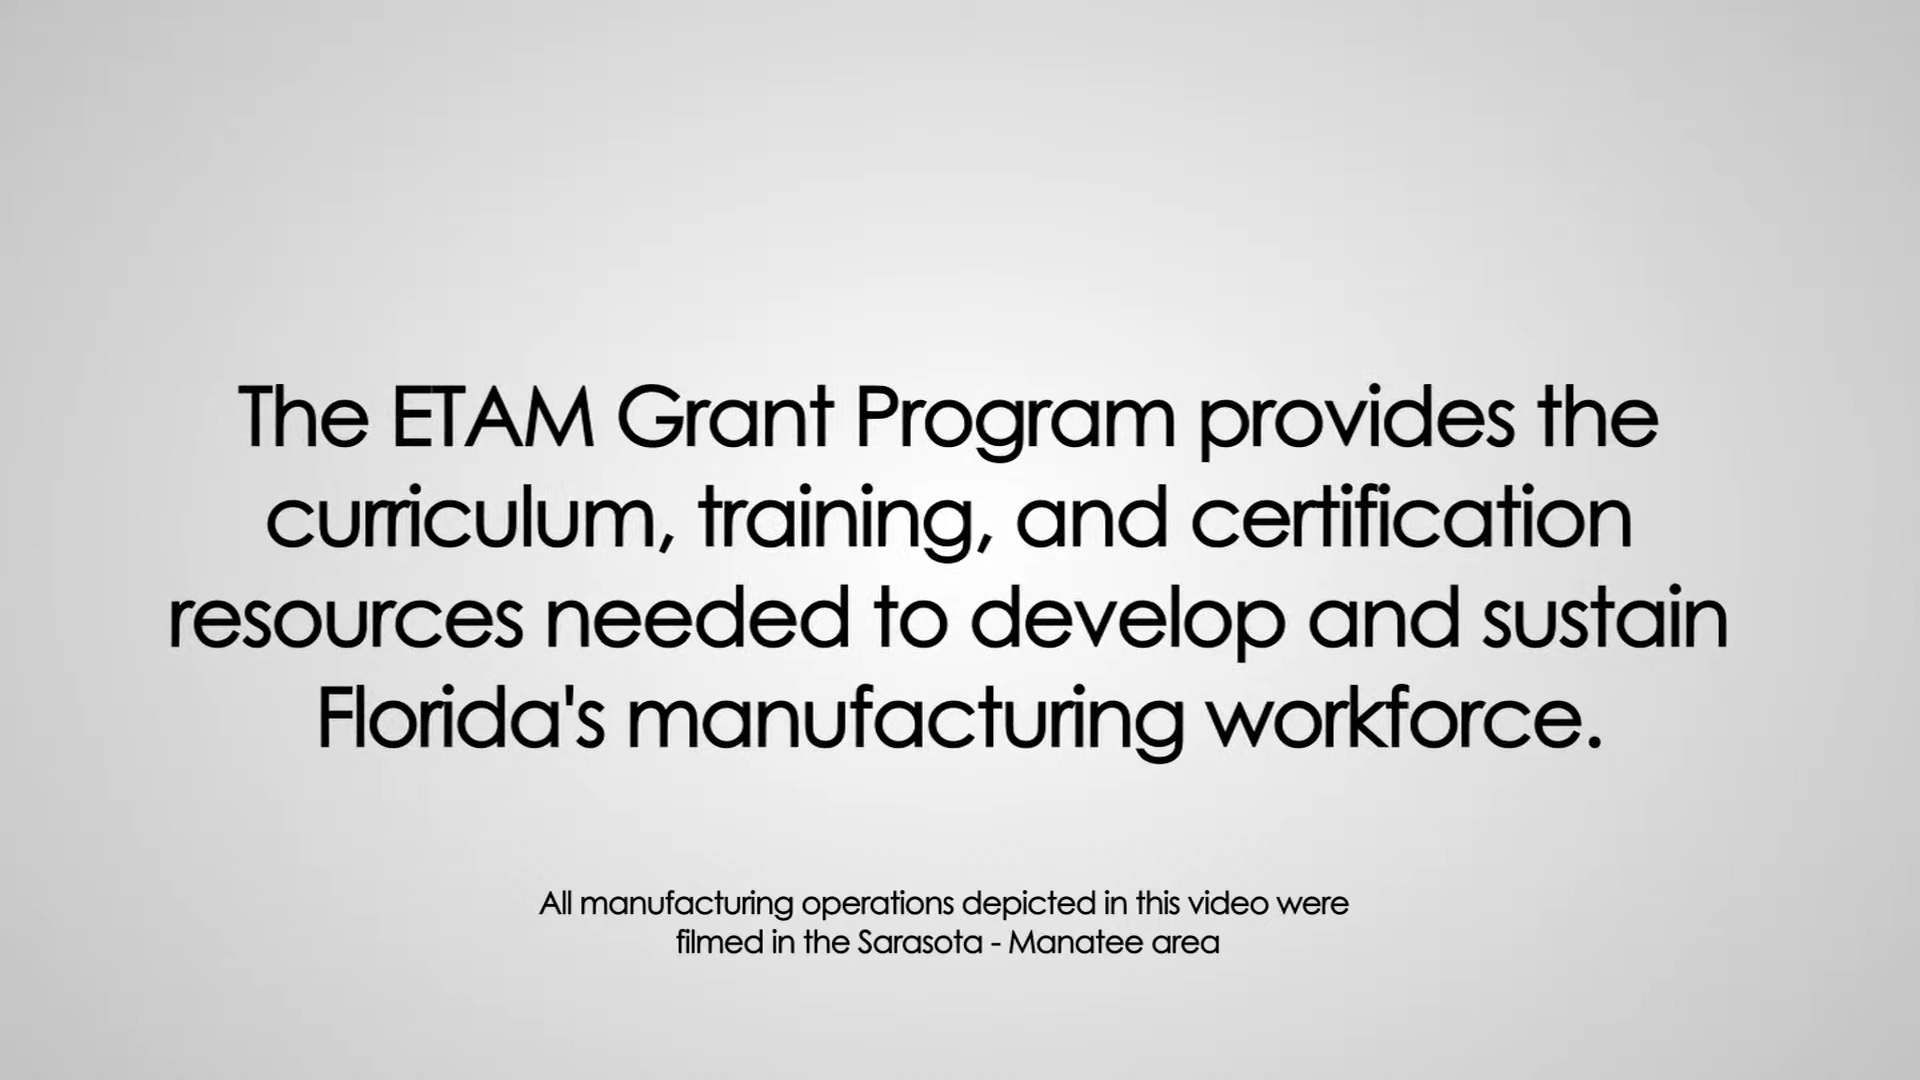 The ETAM Grant Program provides the
curriculum, training, and certification
resources needed to develop and sustain
Florida's manufacturing workforce.
All manufacturing operations depicted in this video were
filmed in the Sarasota - Manatee area